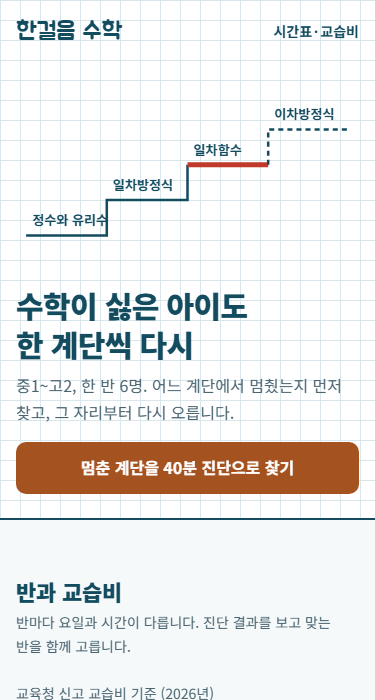 한걸음 수학
시간표·교습비
이차방정식
일차함수
일차방정식
정수와 유리수
수학이 싫은 아이도
한 계단씩 다시
중1~고2, 한 반 6명. 어느 계단에서 멈췄는지 먼저
찾고, 그 자리부터 다시 오릅니다.
멈춘 계단을 40분 진단으로 찾기
반과 교습비
반마다 요일과 시간이 다릅니다. 진단 결과를 보고 맞는
반을 함께 고릅니다.
교육청 신고 교습비 기준 (2026년)